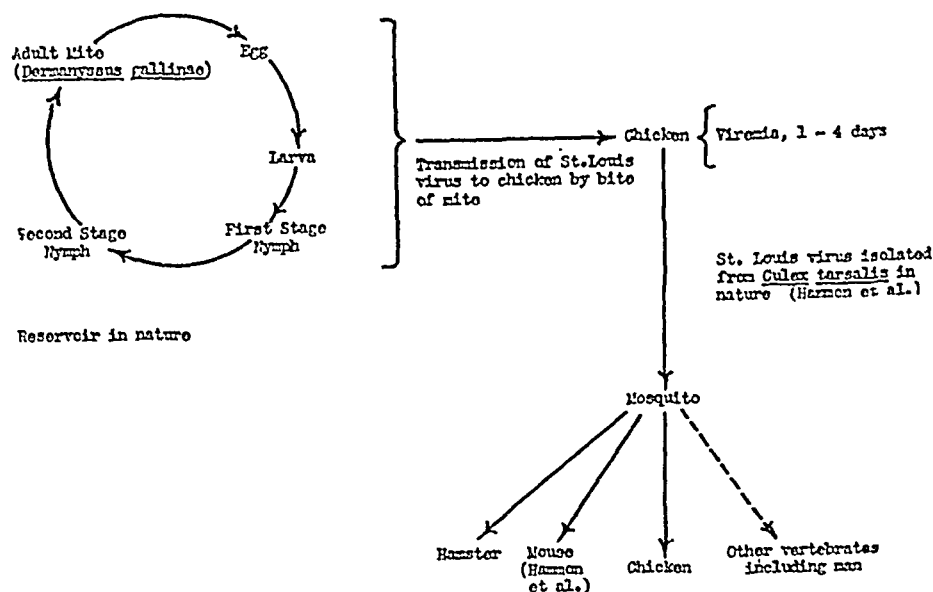 Adult Mite
(Dermanyssus gallinae)
Egg
Larva
First Stage
Nymph
Second Stage
Nymph
Reservoir in nature
Transmission of St.Louis
virus to chicken by bite
of mite
Chicken
Viremia, 1 - 4 days
St. Louis virus isolated
from Culex tarsalis in
nature (Hammon et al.)
Mosquito
Hamster
Mouse
(Hammon
et al.)
Chicken
Other vertebrates
including man